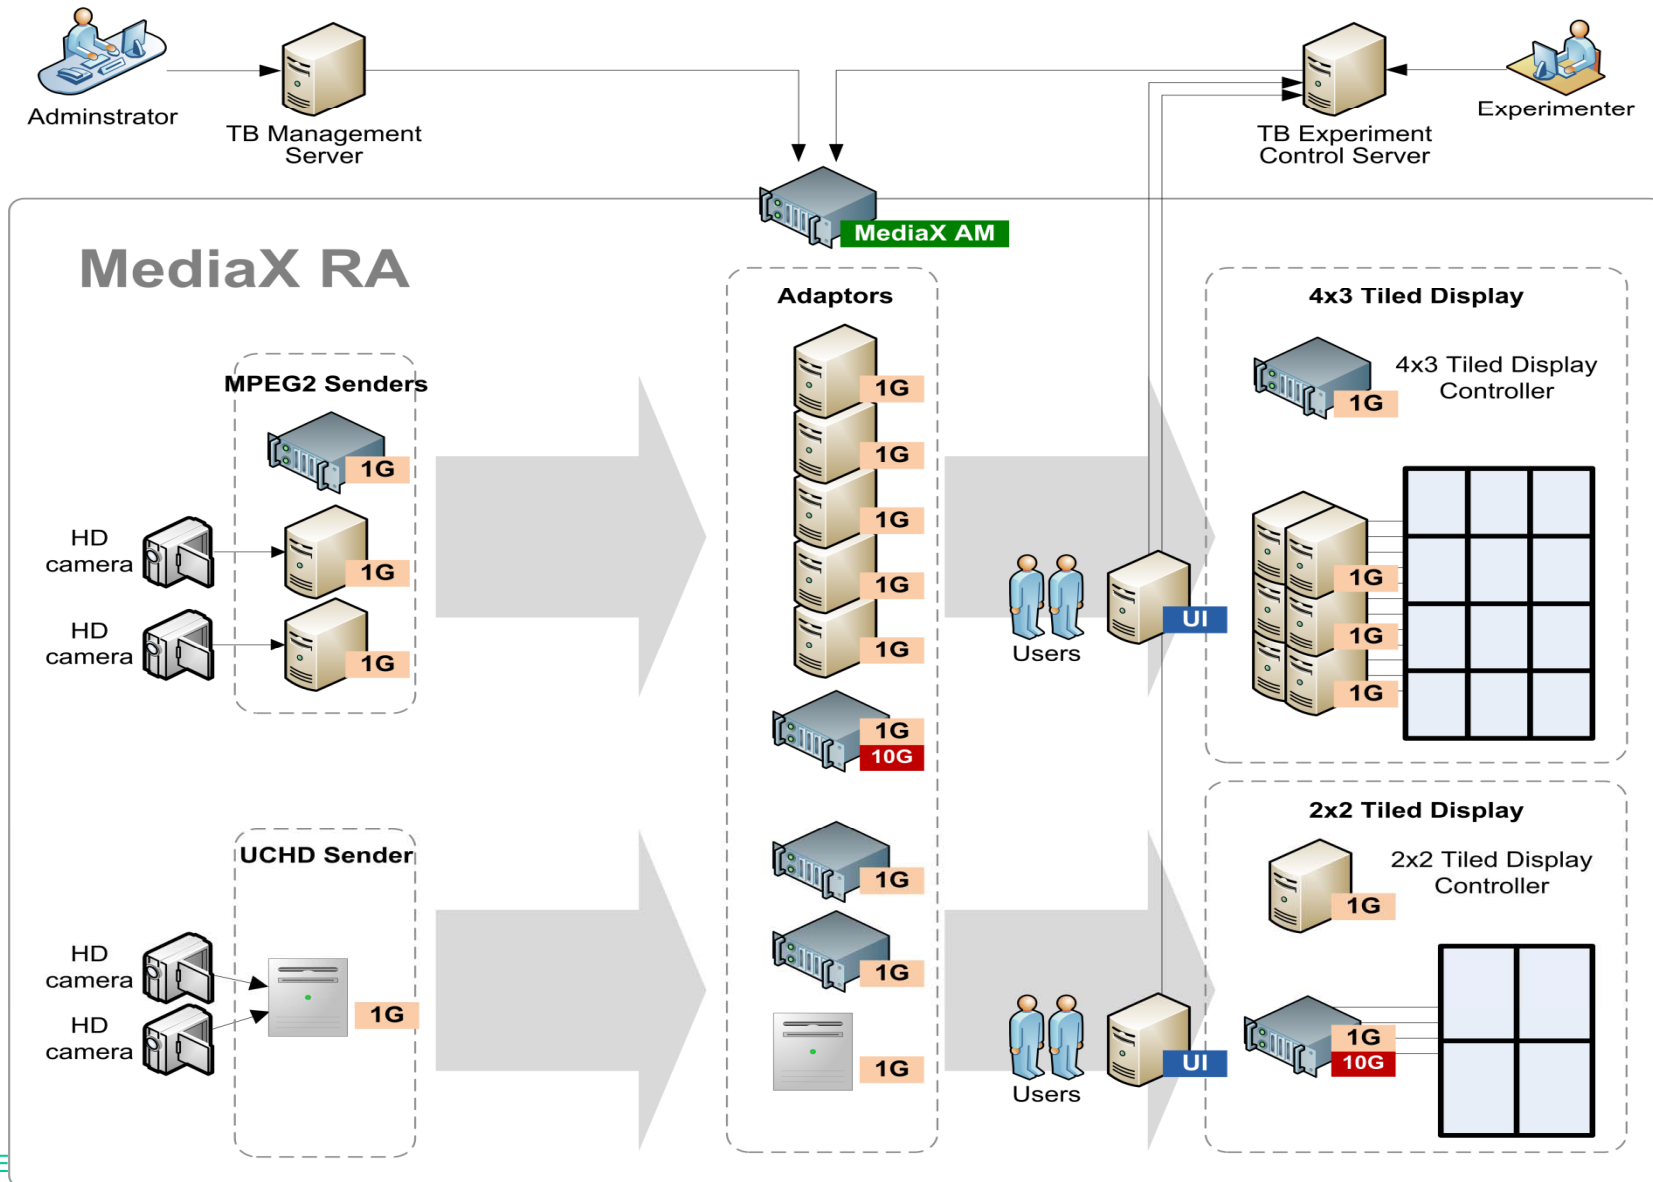 Adminstrator
TB Management
Server
TB Experiment
Control Server
Experimenter
MediaX AM
MediaX RA
MPEG2 Senders
1G
HD
camera
1G
HD
camera
1G
UCHD Sender
HD
camera
HD
camera
1G
Adaptors
1G
1G
1G
1G
1G
1G
10G
1G
1G
1G
Users
UI
Users
UI
4x3 Tiled Display
4x3 Tiled Display
Controller
1G
1G
1G
1G
2x2 Tiled Display
2x2 Tiled Display
Controller
1G
1G
10G